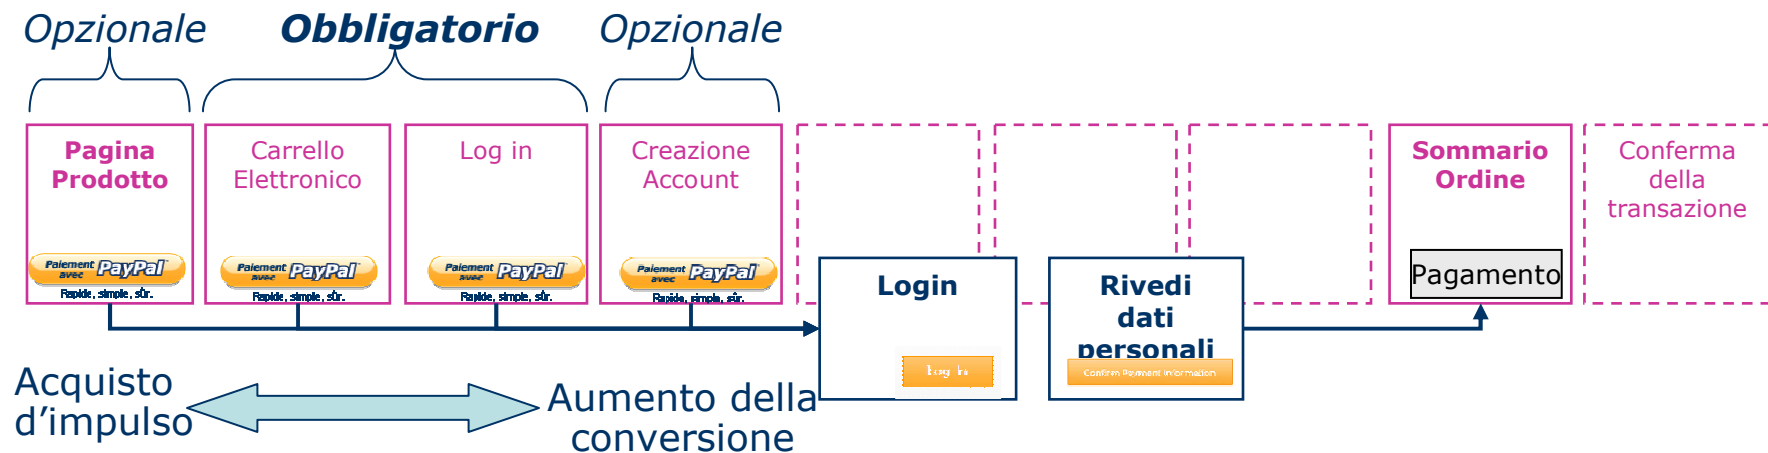 Opzionale
Obbligatorio
Opzionale
Pagina
Prodotto
Paiement
avec
PayPal
Rapide, simple, sûr.
Carrello
Elettronico
Paiement
avec
PayPal
Rapide, simple, sûr.
Log in
Paiement
avec
PayPal
Rapide, simple, sûr.
Creazione
Account
Paiement
avec
PayPal
Rapide, simple, sûr.
Login
Log In
Rivedi
dati
personali
Confirm Payment Information
Sommario
Ordine
Pagamento
Conferma
della
transazione
Acquisto
d’impulso
Aumento della
conversione